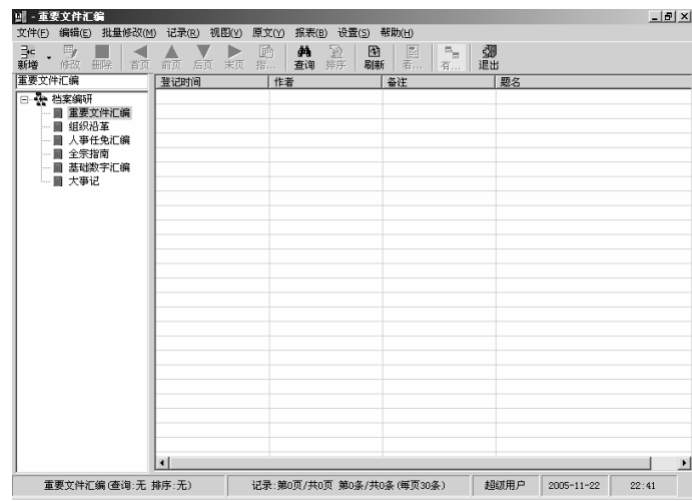 - 重要文件汇编
文件(F) 编辑(E) 批量修改(M) 记录(R) 视图(V) 原文(Y) 报表(B) 设置(S) 帮助(H)
新增 修改 删除 首页 前页 后页 末页 指... 查询 排序 刷新 看... 有... 退出
重要文件汇编
登记时间 作者 备注 题名
档案编研
重要文件汇编
组织沿革
人事任免汇编
全宗指南
基础数字汇编
大事记
重要文件汇编(查询:无 排序:无) 记录:第0页/共0页 第0条/共0条(每页30条) 超级用户 2005-11-22 22:41